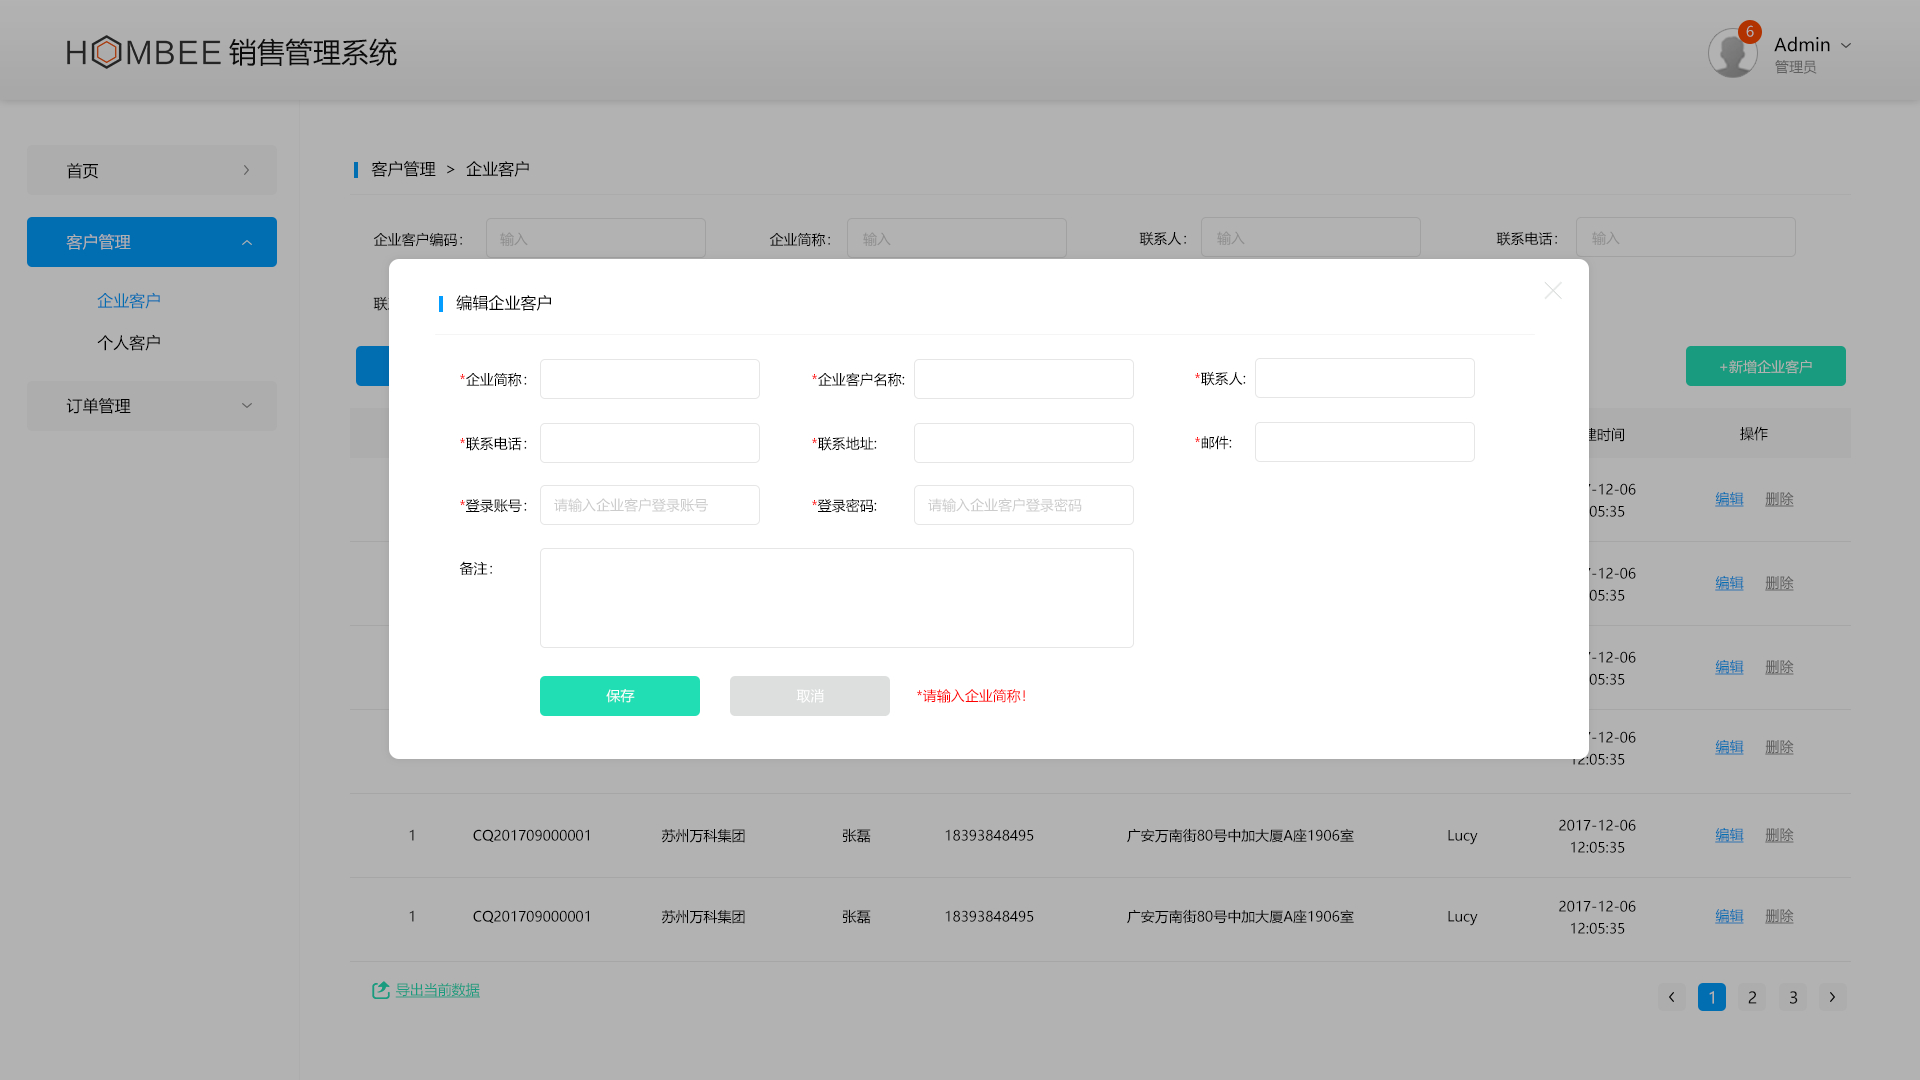 HOMBEE 销售管理系统
6
Admin
管理员
首页
客户管理
企业客户
个人客户
订单管理
客户管理 > 企业客户
企业客户编码： 输入 企业简称： 输入 联系人： 输入 联系电话： 输入
联
+新增企业客户
编辑企业客户
*企业简称： *企业客户名称: *联系人:
*联系电话： *联系地址: *邮件:
*登录账号： 请输入企业客户登录账号 *登录密码: 请输入企业客户登录密码
备注：
保存 取消 *请输入企业简称！
时间 操作
-12-06
05:35
编辑 删除
-12-06
05:35
编辑 删除
-12-06
05:35
编辑 删除
-12-06
12:05:35
编辑 删除
1 CQ201709000001 苏州万科集团 张磊 18393848495 广安万南街80号中加大厦A座1906室 Lucy 2017-12-06
12:05:35
编辑 删除
1 CQ201709000001 苏州万科集团 张磊 18393848495 广安万南街80号中加大厦A座1906室 Lucy 2017-12-06
12:05:35
编辑 删除
导出当前数据
< 1 2 3 >